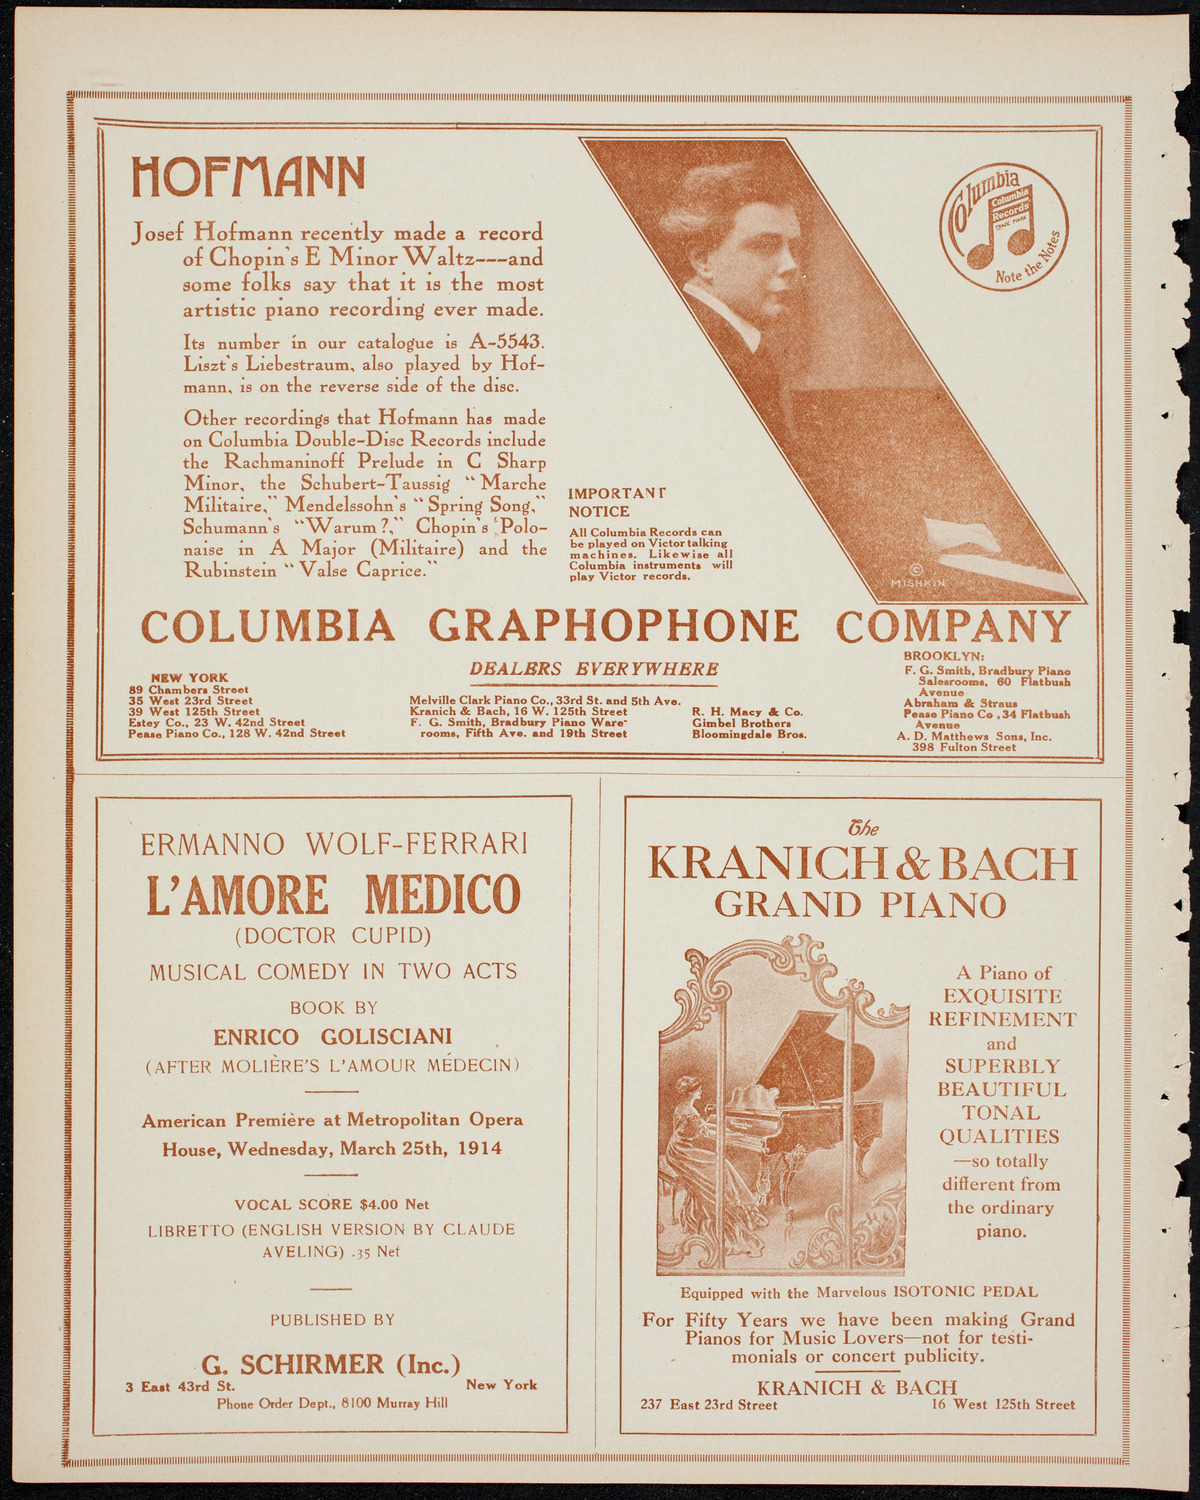 HOFMANN
Josef Hofmann recently made a record
of Chopin's E Minor Waltz---and
some folks say that it is the most
artistic piano recording ever made.
Its number in our catalogue is A-5543.
Liszt's Liebestraum, also played by Hof-
mann, is on the reverse side of the disc.
Other recordings that Hofmann has made
on Columbia Double-Disc Records include
the Rachmaninoff Prelude in C Sharp
Minor, the Schubert-Taussig "Marche
Militaire," Mendelssohn's "Spring Song,"
Schumann's "Warum?," Chopin's 'Polo-
naise in A Major (Militaire) and the
Rubinstein "Valse Caprice."
IMPORTANT
NOTICE
All Columbia Records can
be played on Victor talking
machines. Likewise all
Columbia instruments will
play Victor records.
©
MISHKIN
Columbia
Columbia
Records
TRADE MARK
Note the Notes
COLUMBIA GRAPHOPHONE COMPANY
DEALERS EVERYWHERE
NEW YORK
89 Chambers Street
35 West 23rd Street
39 West 125th Street
Estey Co., 23 W. 42nd Street
Pease Piano Co., 128 W. 42nd Street
Melville Clark Piano Co., 33rd St. and 5th Ave.
Kranich & Bach, 16 W. 125th Street
F. G. Smith, Bradbury Piano Ware-
rooms, Fifth Ave. and 19th Street
R. H. Macy & Co.
Gimbel Brothers
Bloomingdale Bros.
BROOKLYN:
F. G. Smith, Bradbury Piano
Salesrooms, 60 Flatbush
Avenue
Abraham & Straus
Pease Piano Co., 34 Flatbush
Avenue
A. D. Matthews Sons, Inc.
398 Fulton Street
ERMANNO WOLF-FERRARI
L'AMORE MEDICO
(DOCTOR CUPID)
MUSICAL COMEDY IN TWO ACTS
BOOK BY
ENRICO GOLISCIANI
(AFTER MOLIÈRE'S L'AMOUR MÉDECIN)
American Première at Metropolitan Opera
House, Wednesday, March 25th, 1914
VOCAL SCORE $4.00 Net
LIBRETTO (ENGLISH VERSION BY CLAUDE
AVELING) .35 Net
PUBLISHED BY
G. SCHIRMER (Inc.)
3 East 43rd St. New York
Phone Order Dept., 8100 Murray Hill
The
KRANICH & BACH
GRAND PIANO
A Piano of
EXQUISITE
REFINEMENT
and
SUPERBLY
BEAUTIFUL
TONAL
QUALITIES
—so totally
different from
the ordinary
piano.
Equipped with the Marvelous ISOTONIC PEDAL
For Fifty Years we have been making Grand
Pianos for Music Lovers—not for testi-
monials or concert publicity.
KRANICH & BACH
237 East 23rd Street 16 West 125th Street